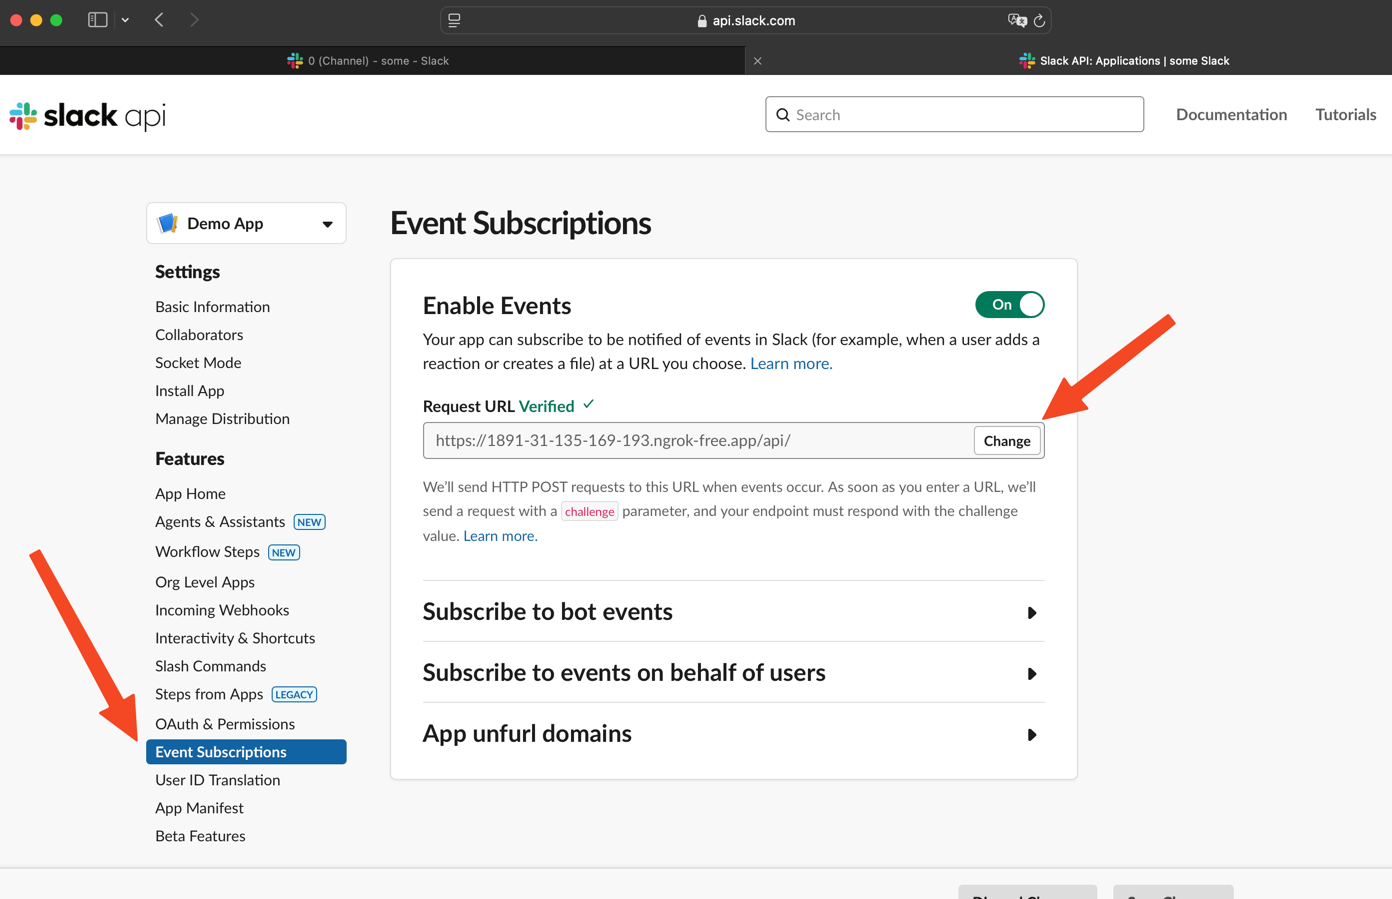 api.slack.com
0 (Channel) - some - Slack
Slack API: Applications | some Slack
slack api
Search
Documentation
Tutorials
Demo App
Settings
Basic Information
Collaborators
Socket Mode
Install App
Manage Distribution
Features
App Home
Agents & Assistants NEW
Workflow Steps NEW
Org Level Apps
Incoming Webhooks
Interactivity & Shortcuts
Slash Commands
Steps from Apps LEGACY
OAuth & Permissions
Event Subscriptions
User ID Translation
App Manifest
Beta Features
Event Subscriptions
Enable Events
On
Your app can subscribe to be notified of events in Slack (for example, when a user adds a
reaction or creates a file) at a URL you choose. Learn more.
Request URL Verified
https://1891-31-135-169-193.ngrok-free.app/api/
Change
We’ll send HTTP POST requests to this URL when events occur. As soon as you enter a URL, we’ll
send a request with a challenge parameter, and your endpoint must respond with the challenge
value. Learn more.
Subscribe to bot events
Subscribe to events on behalf of users
App unfurl domains